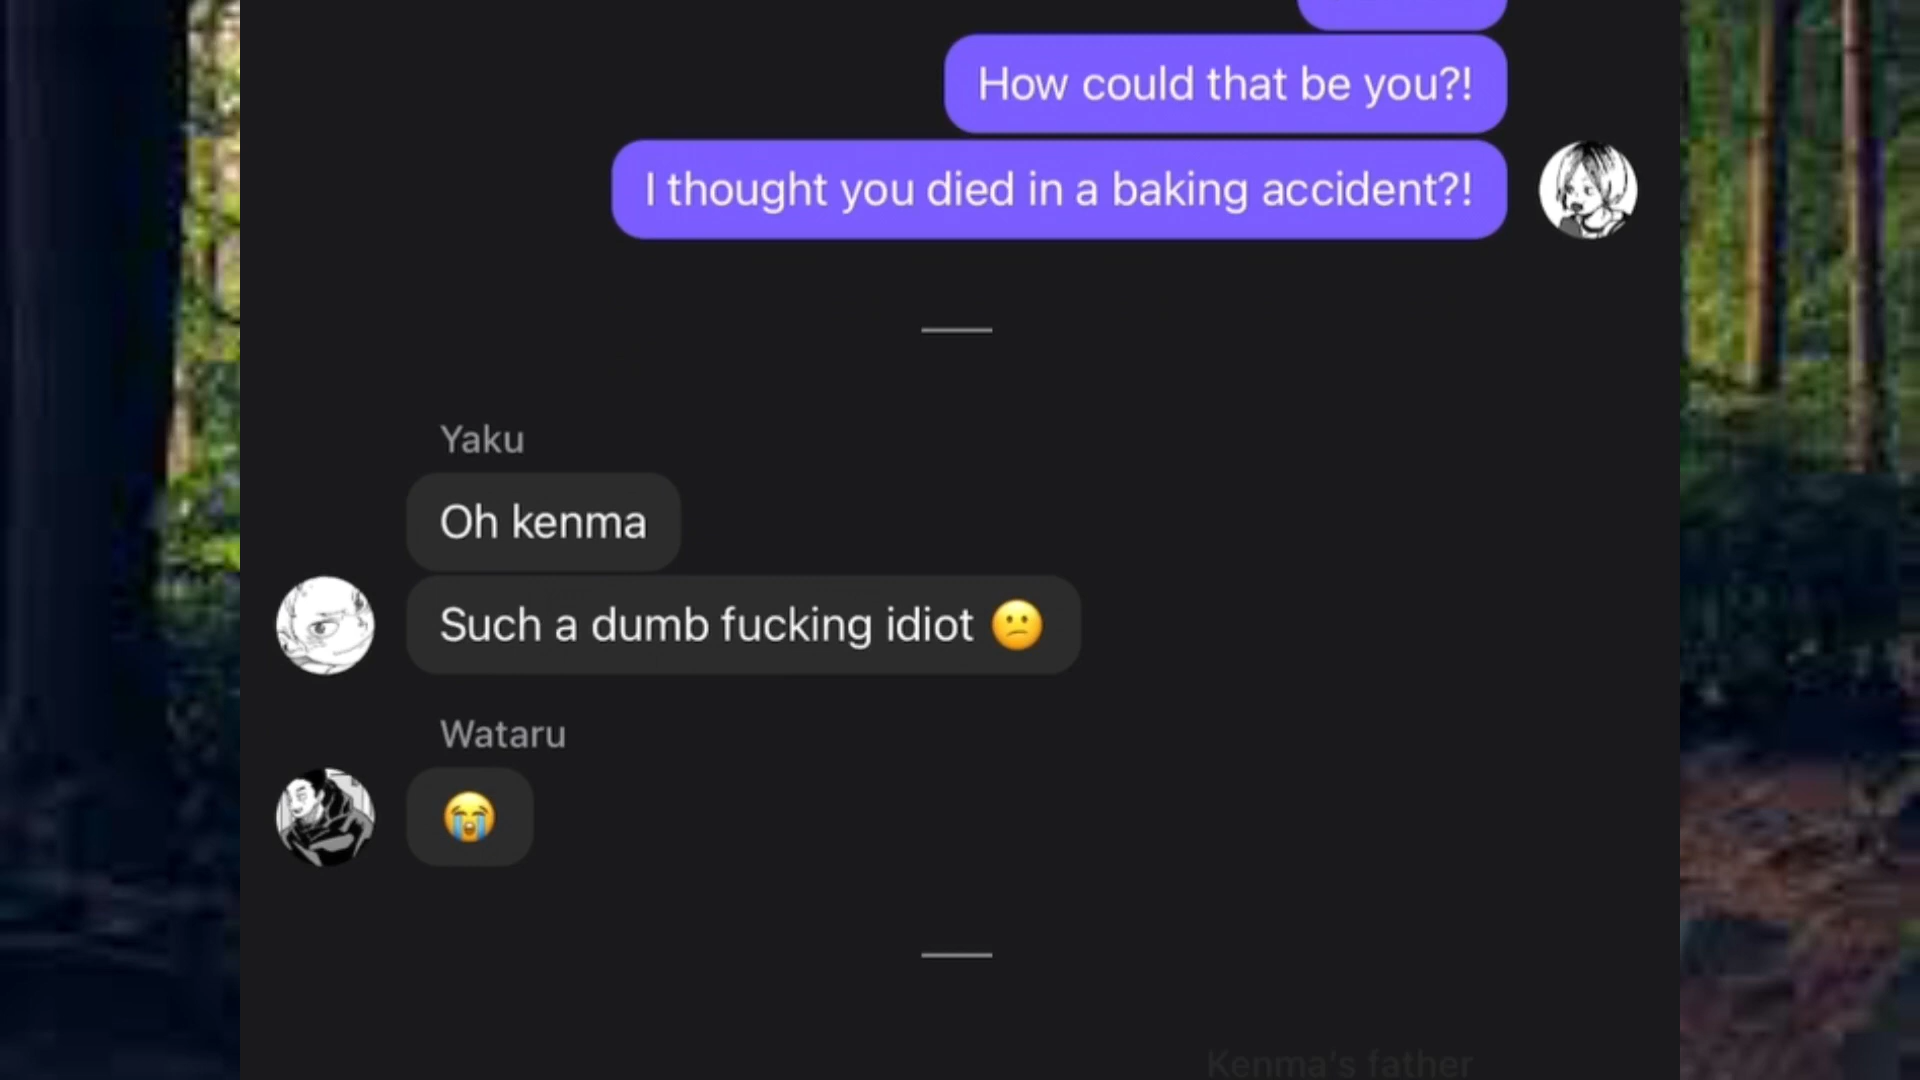 How could that be you?!
I thought you died in a baking accident?!
Yaku
Oh kenma
Such a dumb fucking idiot 😕
Wataru
😭
Kenma's father